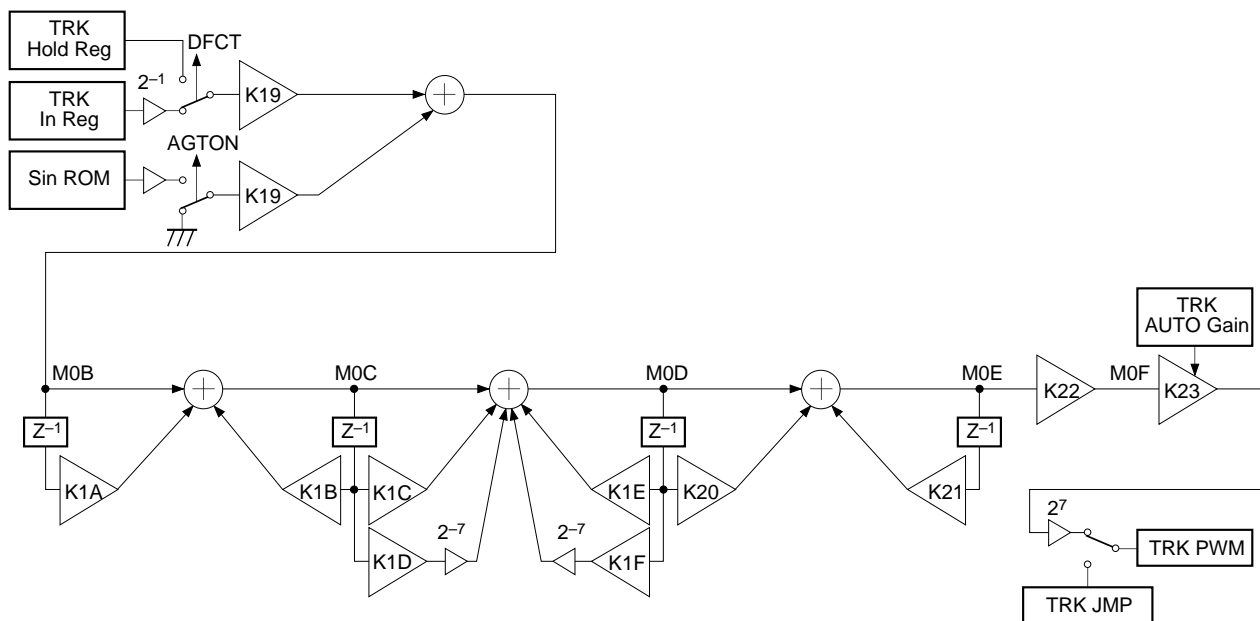 TRK
Hold Reg
DFCT
2–1
K19
TRK
In Reg
AGTON
Sin ROM
K19
TRK
AUTO Gain
M0B
M0C
M0D
M0E
K22
M0F
K23
Z–1
Z–1
Z–1
Z–1
K1A
K1B
K1C
K1E
K20
K21
2–7
2–7
K1D
K1F
27
TRK PWM
TRK JMP